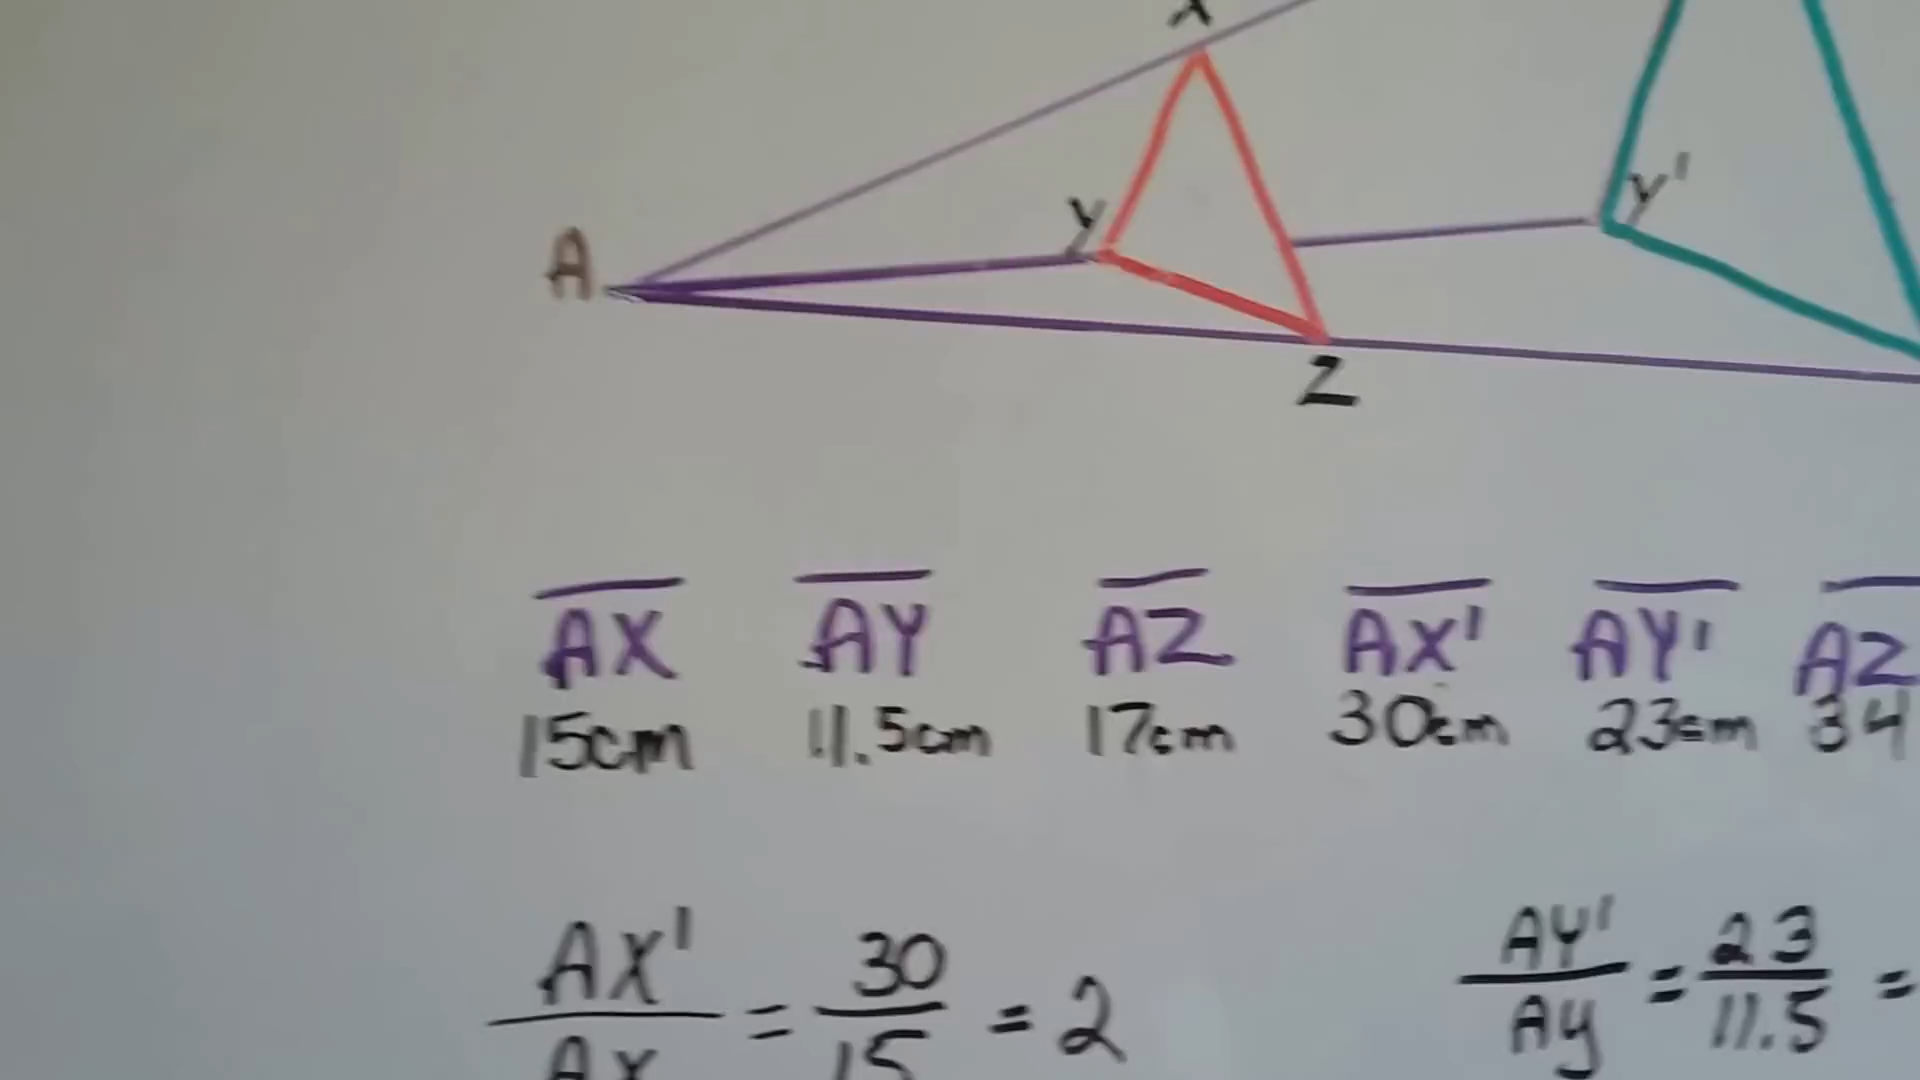 X
Y'
Y
A
Z
AX AY AZ AX' AY' AZ
15cm 11.5cm 17cm 30cm 23cm 34
AX' / AX = 30 / 15 = 2
AY' / AY = 23 / 11.5 =